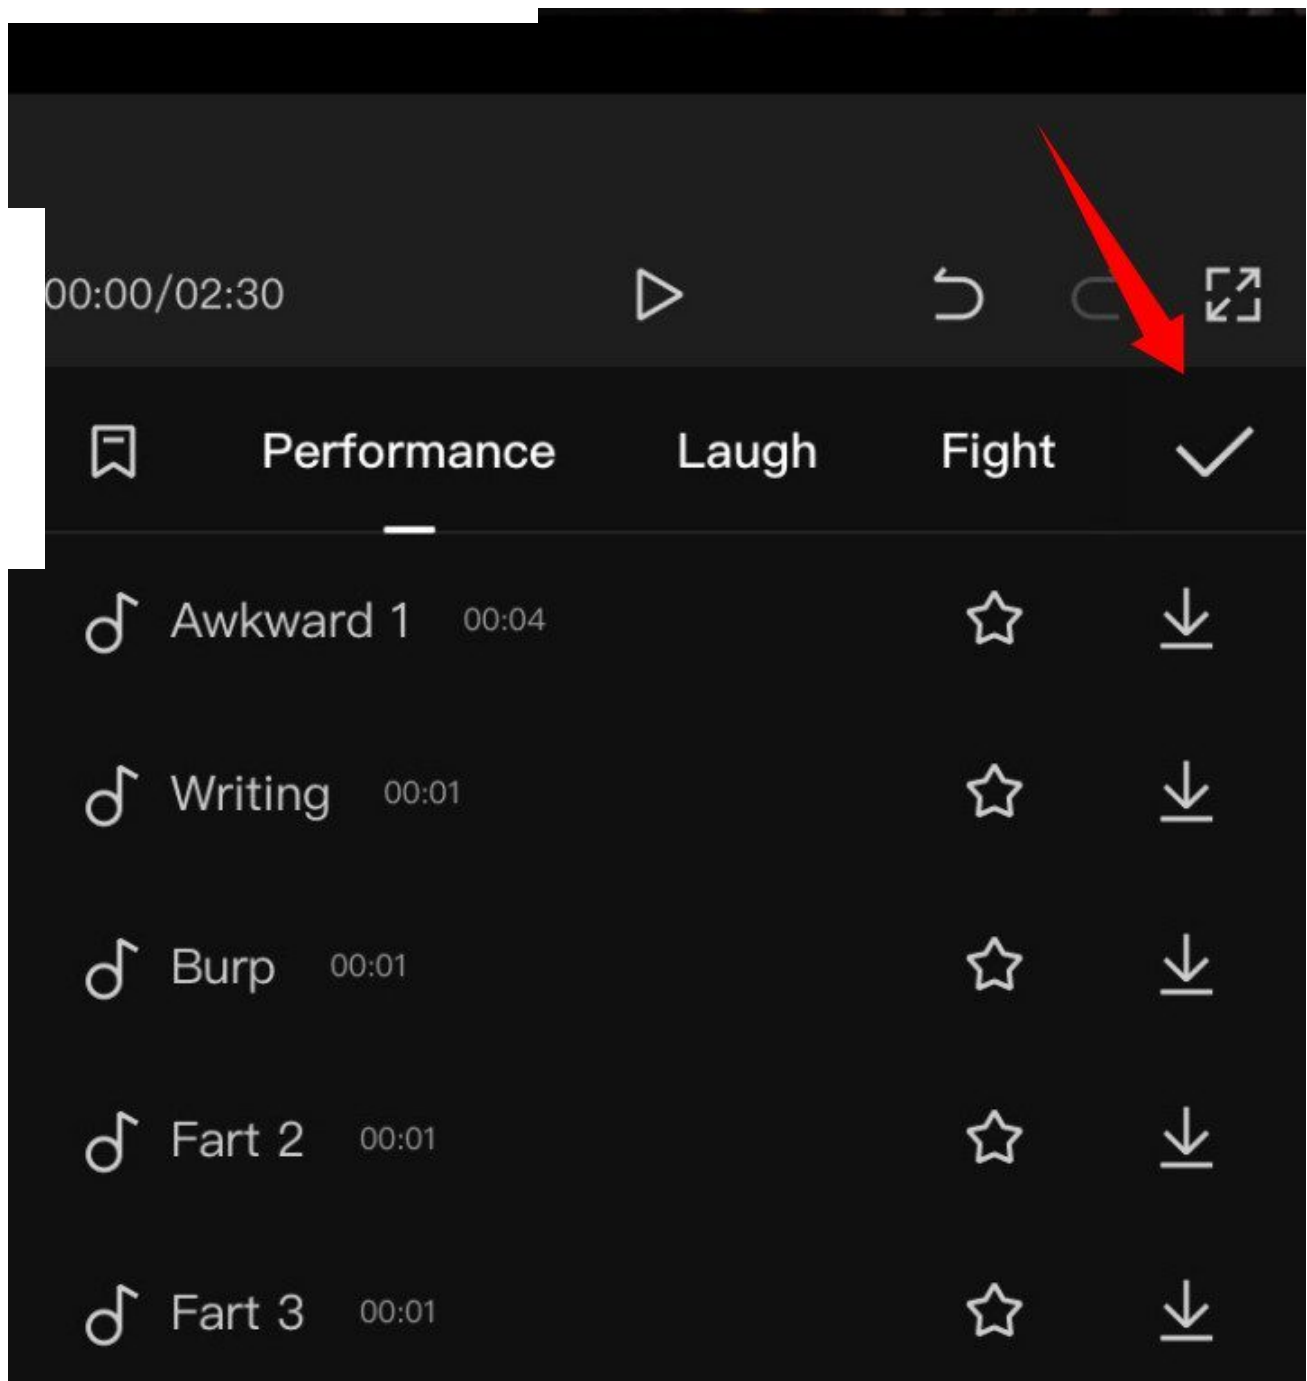 00:00/02:30
Performance Laugh Fight
Awkward 1 00:04
Writing 00:01
Burp 00:01
Fart 2 00:01
Fart 3 00:01